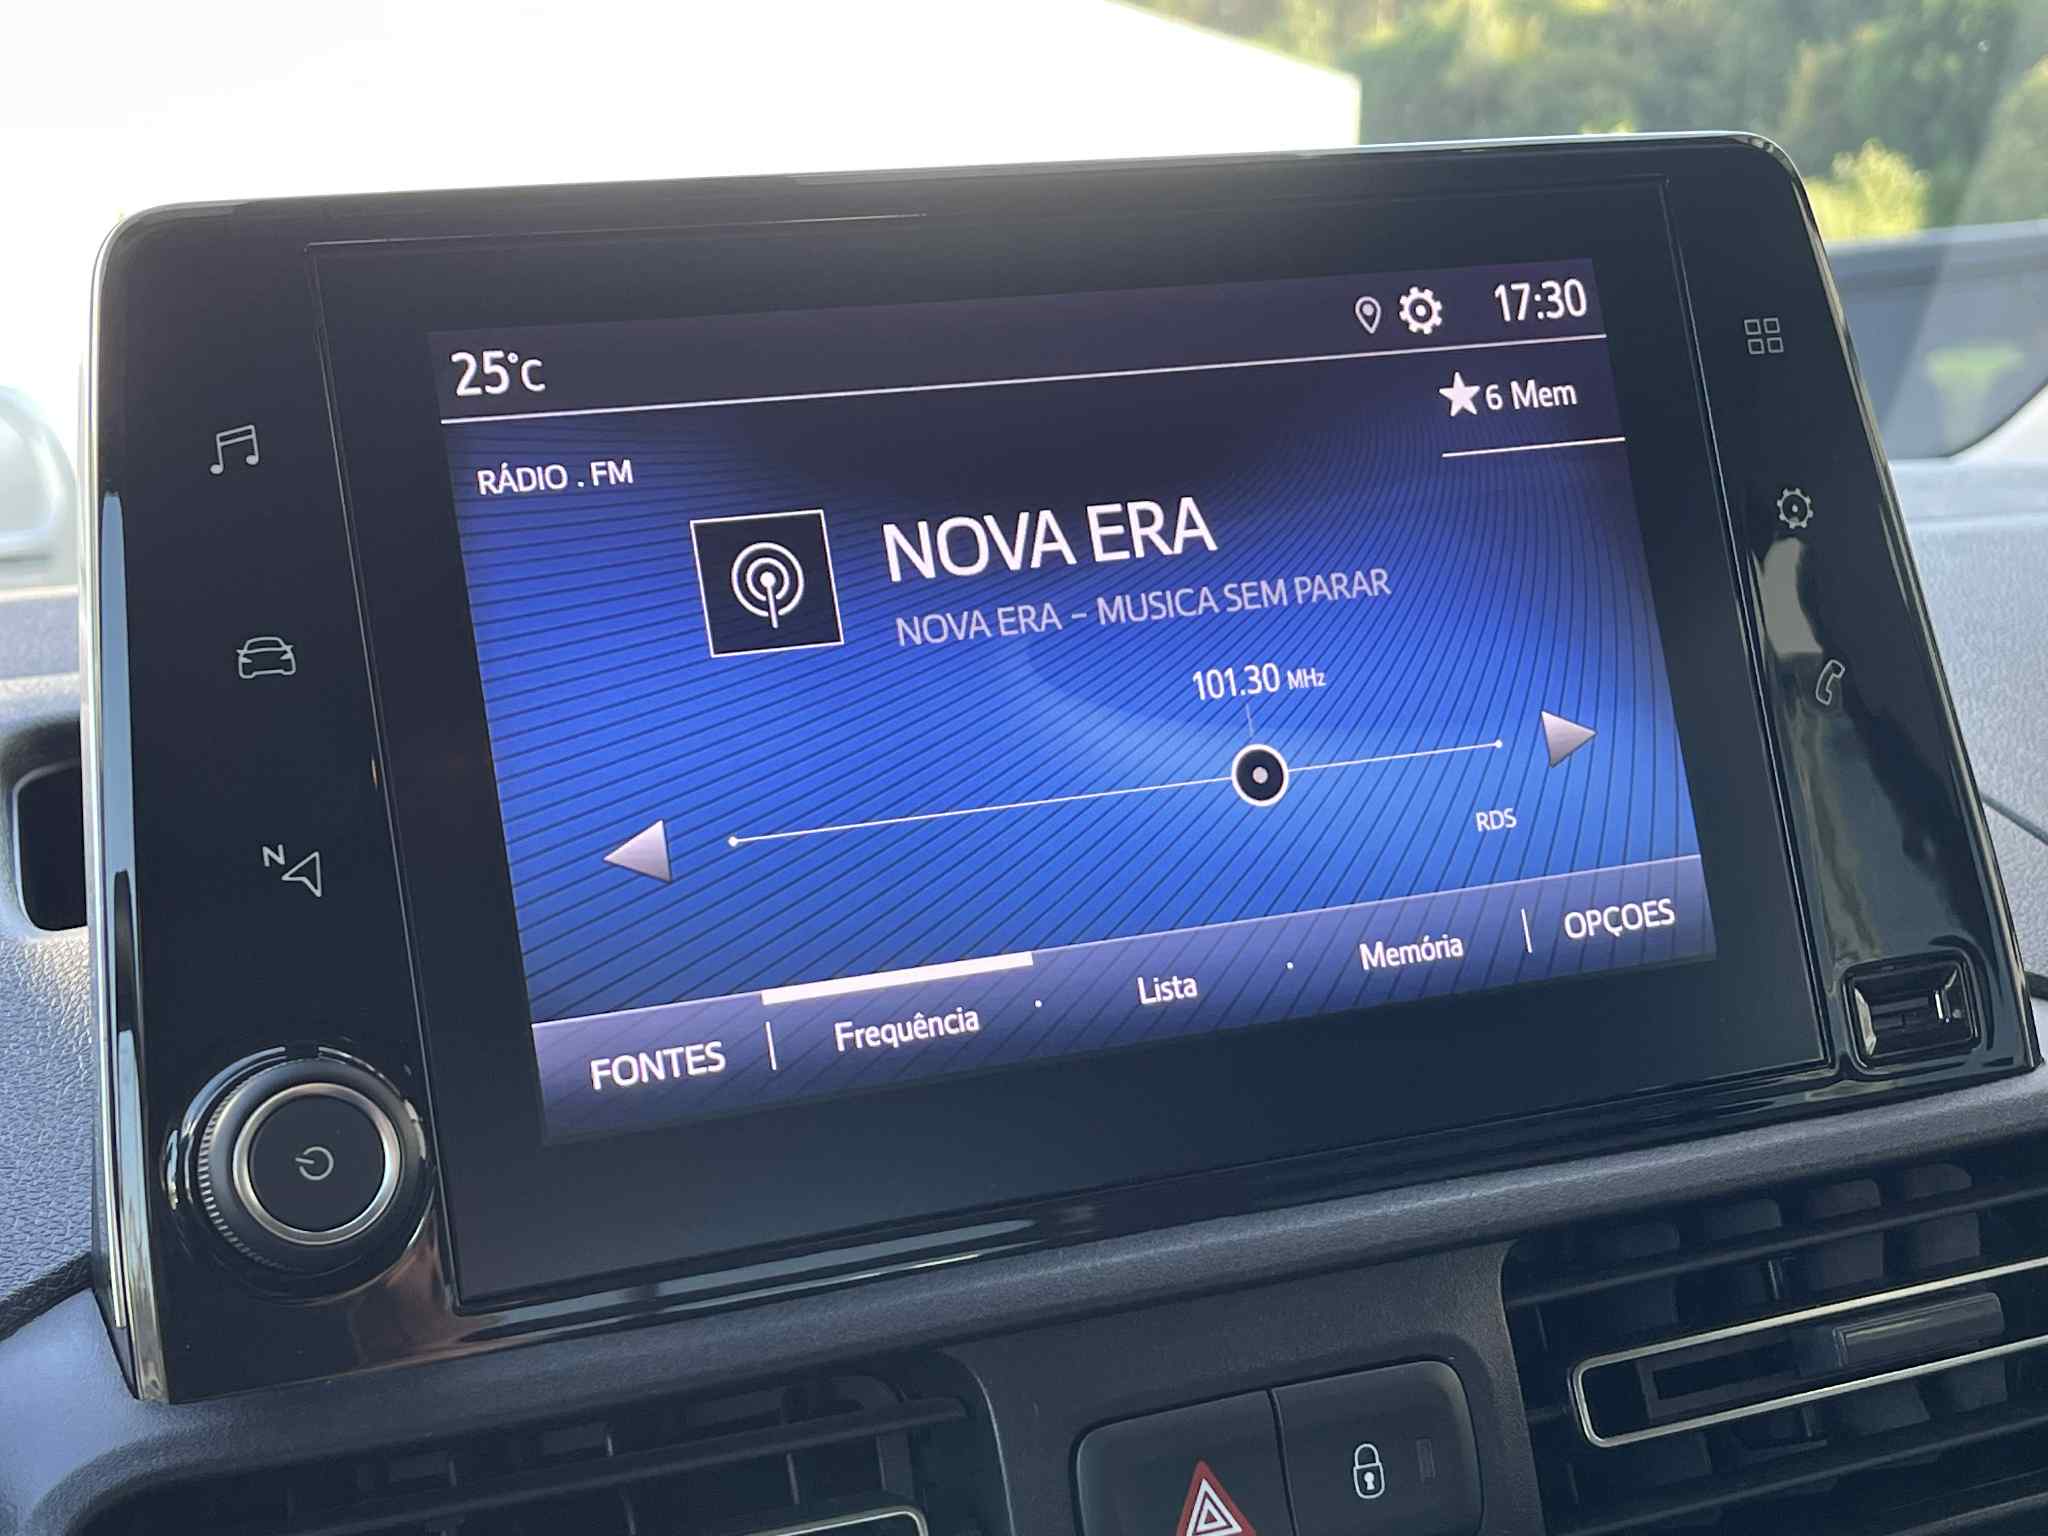 25°C
17:30
★6 Mem
RÁDIO . FM
NOVA ERA
NOVA ERA - MUSICA SEM PARAR
101.30 MHz
RDS
N
FONTES | Frequência · Lista · Memória | OPÇOES